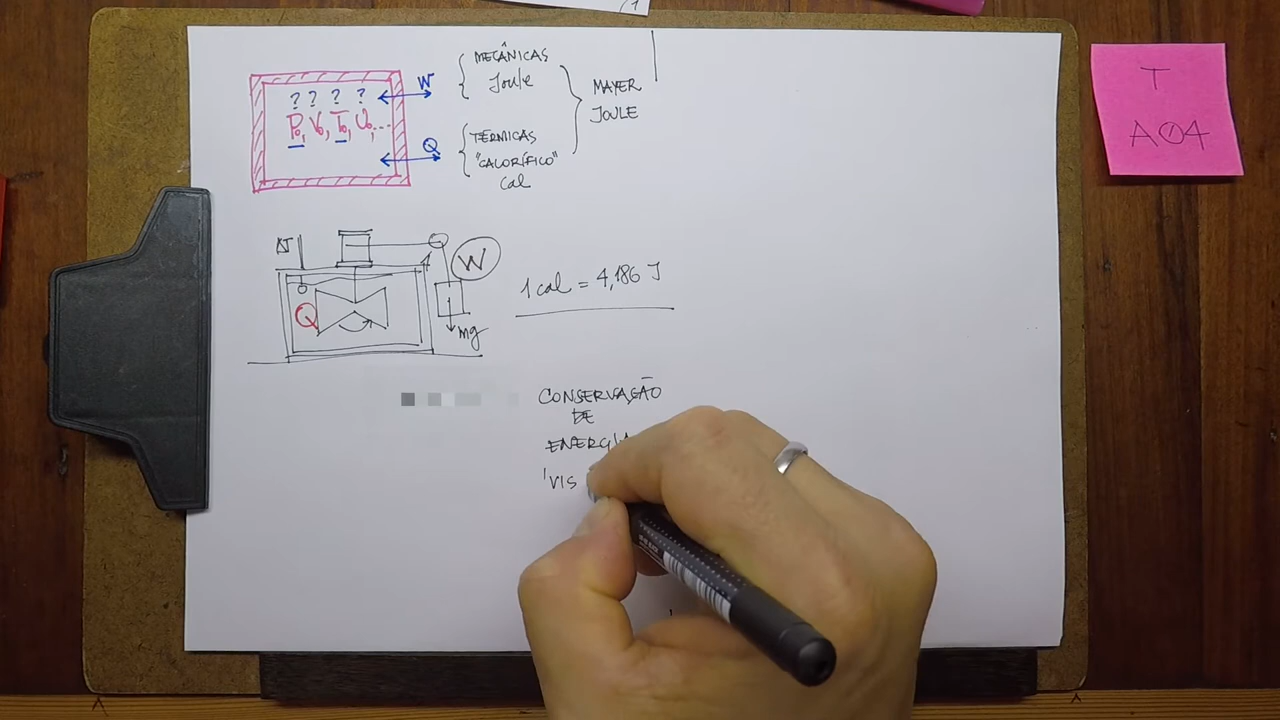 ? ? ? ?
P₀, V₀, T₀, U₀, ...
W
Q
MECÂNICAS
Joule
TÉRMICAS
"CALORÍFICO"
cal
MAYER
JOULE
T
A04
ΔT
W
Q
mg
1 cal = 4,186 J
CONSERVAÇÃO
DE
ENERGIA
'VIS